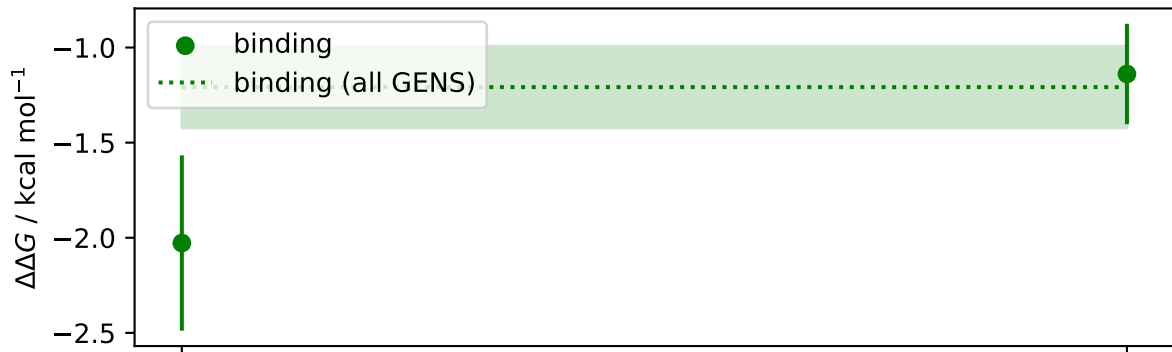 −1.0
−1.5
−2.0
−2.5
ΔΔG / kcal mol⁻¹
binding
binding (all GENS)